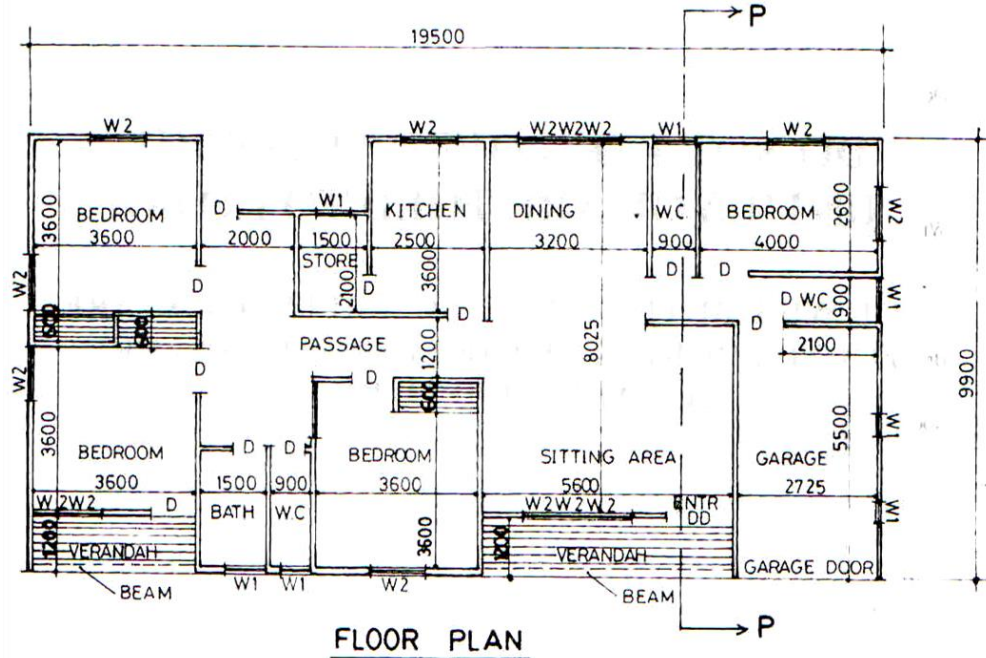 P
19500
W2
W2
W2W2W2
W1
W2
W1
D
BEDROOM
3600
3600
2000
1500
STORE
2100
KITCHEN
2500
3600
DINING
3200
W.C.
900
BEDROOM
4000
2600
W2
W2
D
D
D
D
D W.C
900
W1
D
2100
600
600
PASSAGE
1200
8025
9900
W2
D
D
600
3600
BEDROOM
3600
D
D
1500
900
BATH
W.C
BEDROOM
3600
3600
SITTING AREA
5600
GARAGE
2725
5500
W1
W1
W2W2
D
W2W2W2
ENTR
DD
1200
VERANDAH
1200
VERANDAH
GARAGE DOOR
BEAM
W1
W1
W2
BEAM
P
FLOOR PLAN